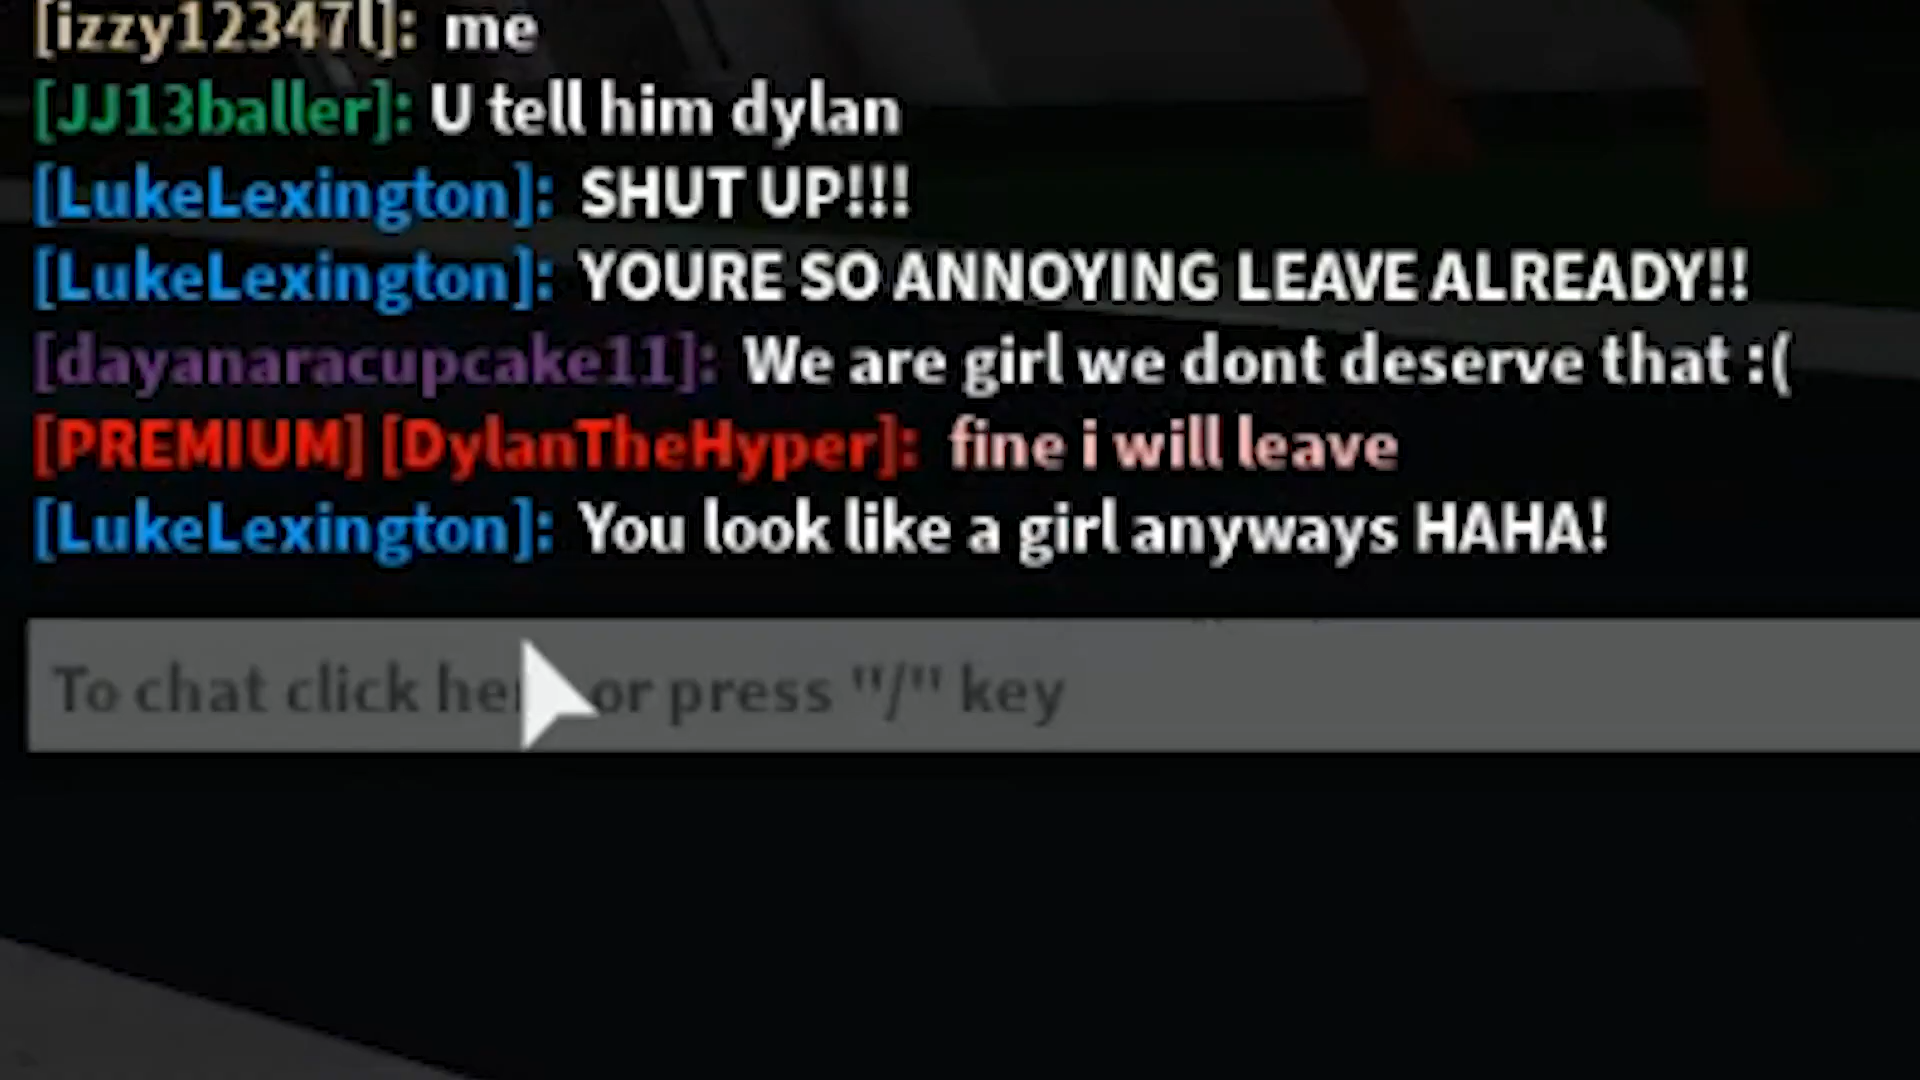 [izzy12347l]: me
[JJ13baller]: U tell him dylan
[LukeLexington]: SHUT UP!!!
[LukeLexington]: YOURE SO ANNOYING LEAVE ALREADY!!
[dayanaracupcake11]: We are girl we dont deserve that :(
[PREMIUM] [DylanTheHyper]: fine i will leave
[LukeLexington]: You look like a girl anyways HAHA!
To chat click here or press "/" key